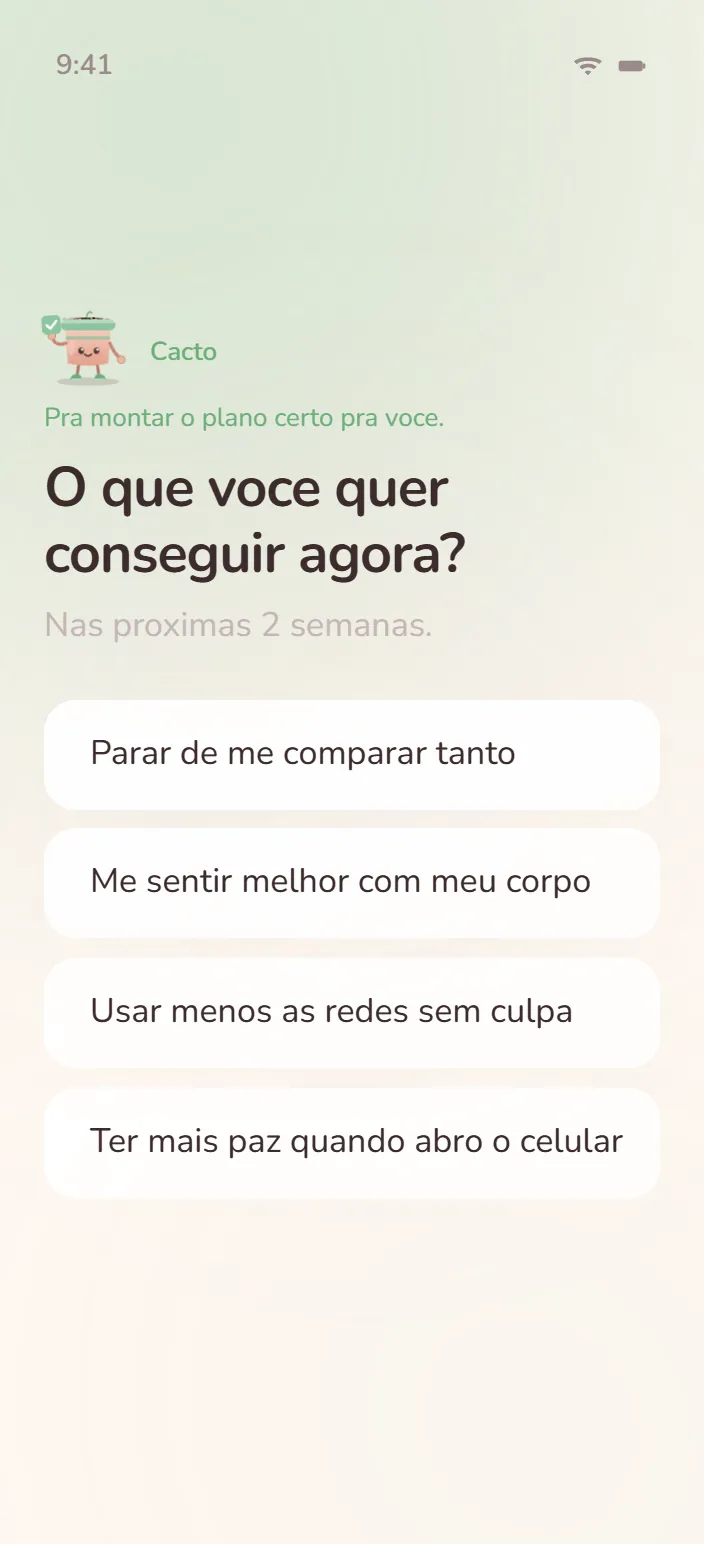 9:41
Cacto
Pra montar o plano certo pra voce.
O que voce quer
conseguir agora?
Nas proximas 2 semanas.
Parar de me comparar tanto
Me sentir melhor com meu corpo
Usar menos as redes sem culpa
Ter mais paz quando abro o celular